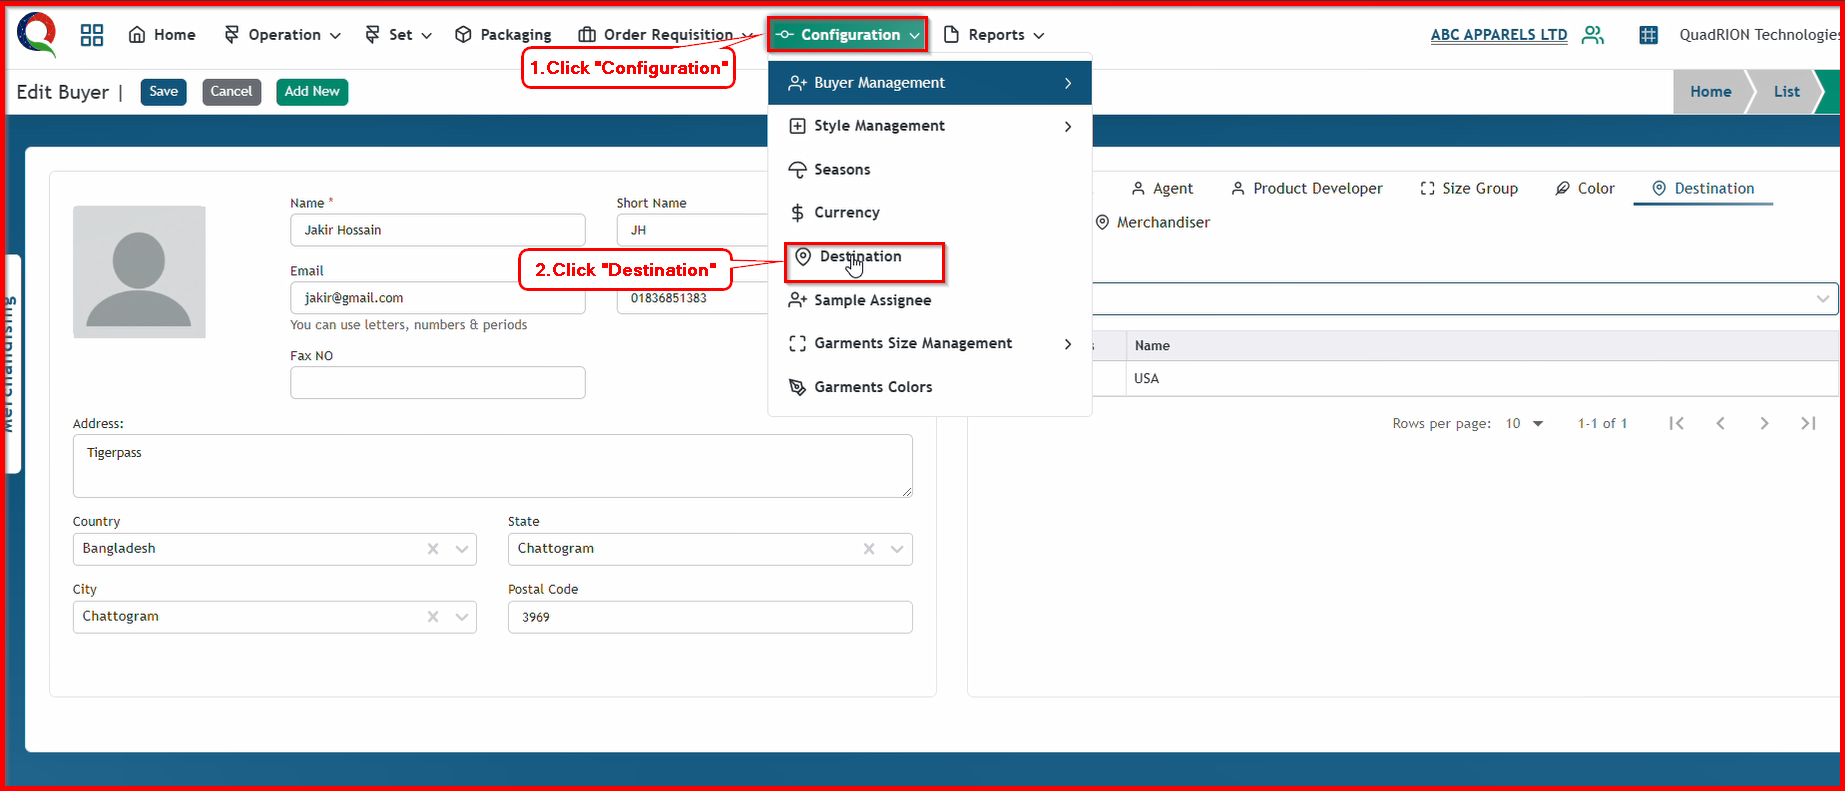 Home
Operation
Set
Packaging
Order Requisition
Configuration
Reports
ABC APPARELS LTD
QuadRION Technologies
1.Click "Configuration"
Edit Buyer |
Save
Cancel
Add New
Home
List
Buyer Management
Style Management
Seasons
Currency
Destination
Sample Assignee
Garments Size Management
Garments Colors
2.Click "Destination"
Merchandising
Name *
Jakir Hossain
Short Name
JH
Email
jakir@gmail.com
01836851383
You can use letters, numbers & periods
Fax NO
Address:
Tigerpass
Country
Bangladesh
State
Chattogram
City
Chattogram
Postal Code
3969
Agent
Product Developer
Size Group
Color
Destination
Merchandiser
Name
USA
Rows per page: 10
1-1 of 1